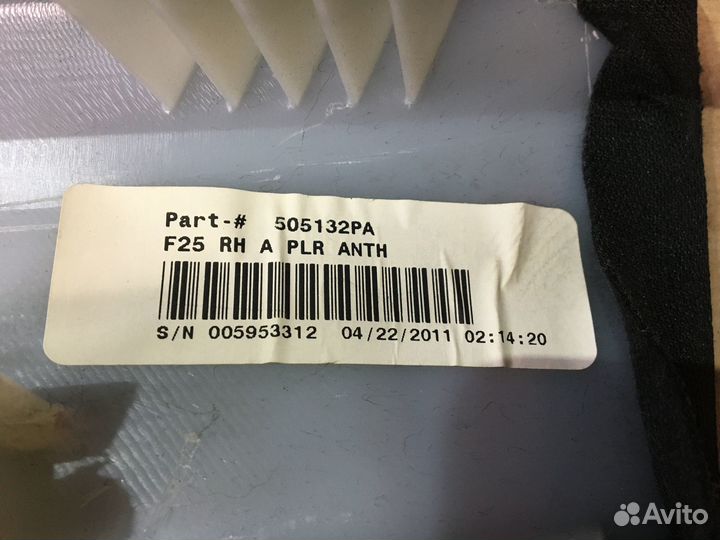 Part-# 505132PA
F25 RH A PLR ANTH
S/N 005953312 04/22/2011 02:14:20
Avito